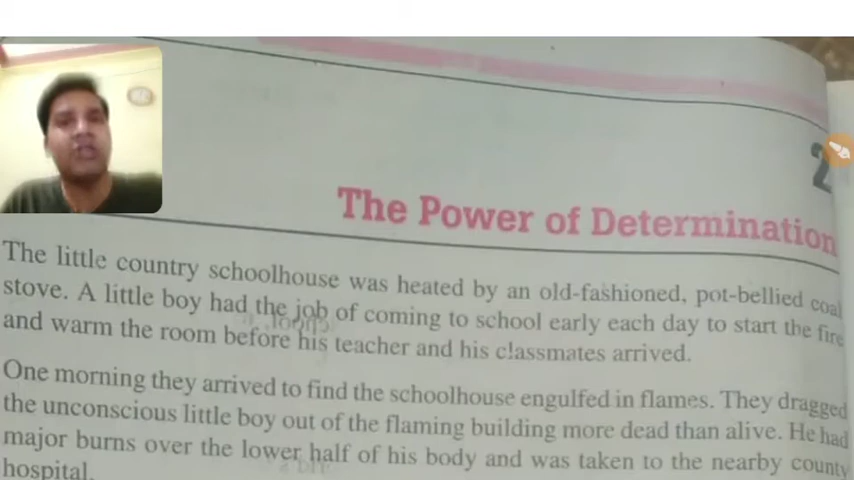 2
The Power of Determination
The little country schoolhouse was heated by an old-fashioned, pot-bellied coal
stove. A little boy had the job of coming to school early each day to start the fire
and warm the room before his teacher and his classmates arrived.
One morning they arrived to find the schoolhouse engulfed in flames. They dragged
the unconscious little boy out of the flaming building more dead than alive. He had
major burns over the lower half of his body and was taken to the nearby county
hospital.